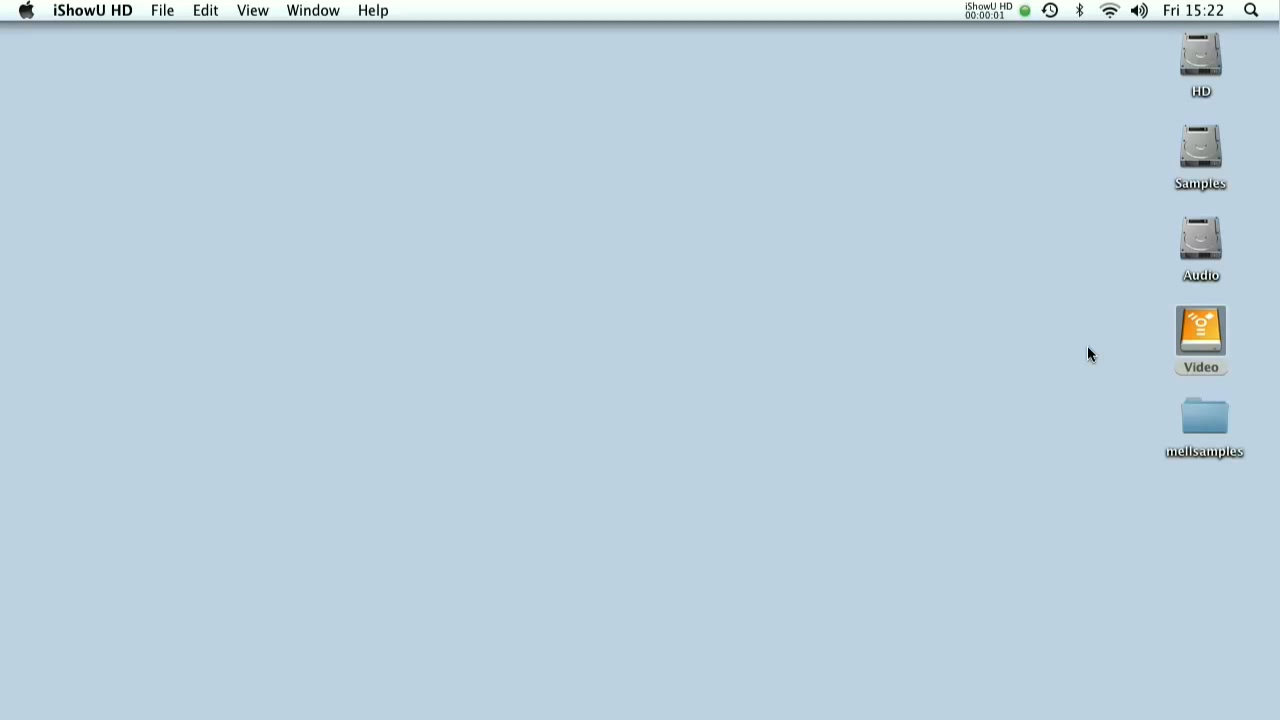 iShowU HD File Edit View Window Help iShowU HD 00:00:01 Fri 15:22
HD
Samples
Audio
Video
mellsamples